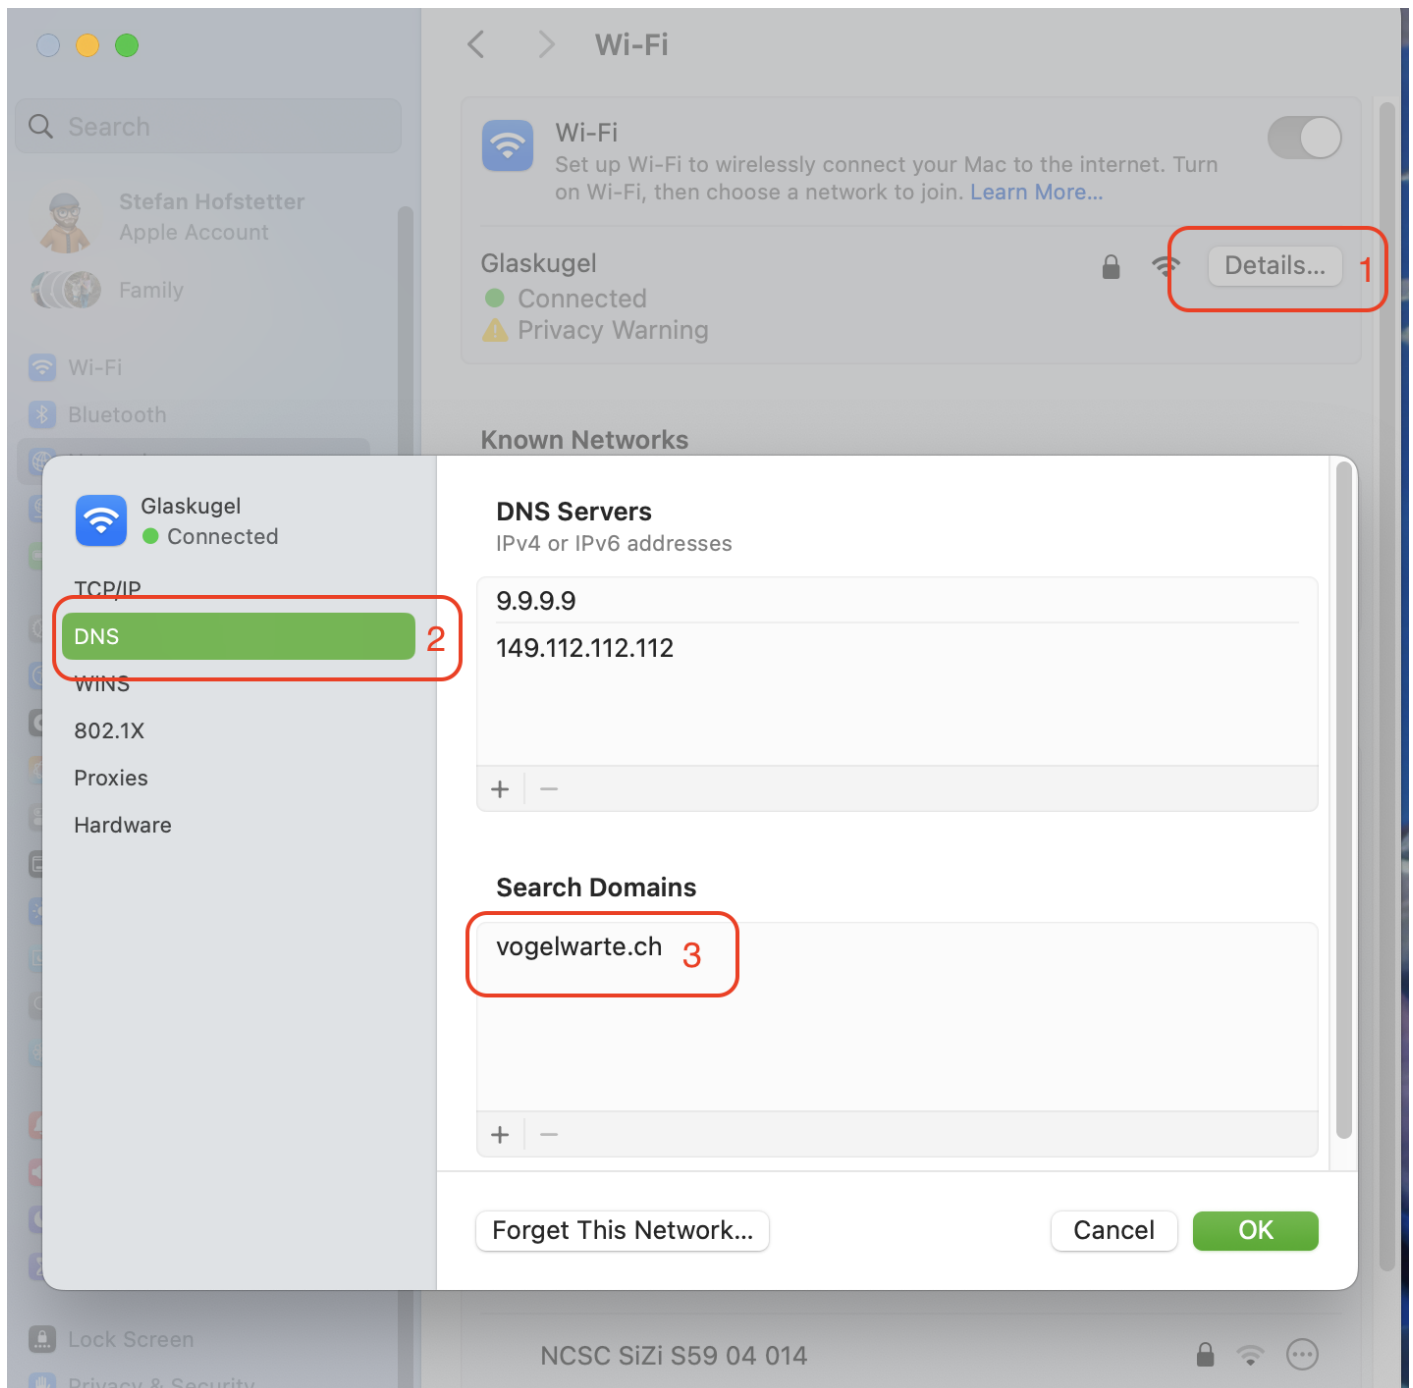 Wi-Fi
Search
Stefan Hofstetter
Apple Account
Family
Wi-Fi
Bluetooth
Wi-Fi
Set up Wi-Fi to wirelessly connect your Mac to the internet. Turn
on Wi-Fi, then choose a network to join. Learn More...
Glaskugel
Connected
Privacy Warning
Details...
1
Known Networks
Glaskugel
Connected
TCP/IP
DNS
2
WINS
802.1X
Proxies
Hardware
DNS Servers
IPv4 or IPv6 addresses
9.9.9.9
149.112.112.112
+ −
Search Domains
vogelwarte.ch
3
+ −
Forget This Network...
Cancel
OK
Lock Screen
Privacy & Security
NCSC SiZi S59 04 014